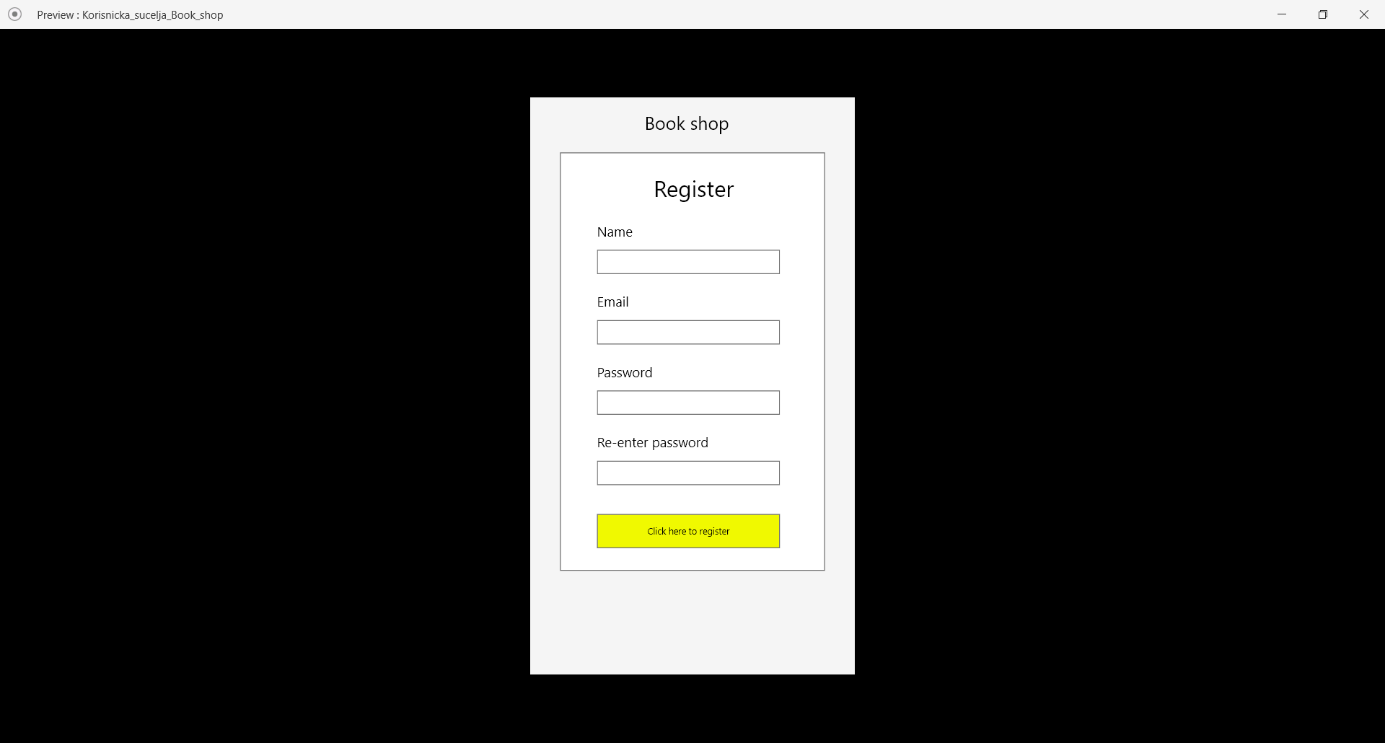 Preview : Korisnicka_sucelja_Book_shop
Book shop
Register
Name
Email
Password
Re-enter password
Click here to register